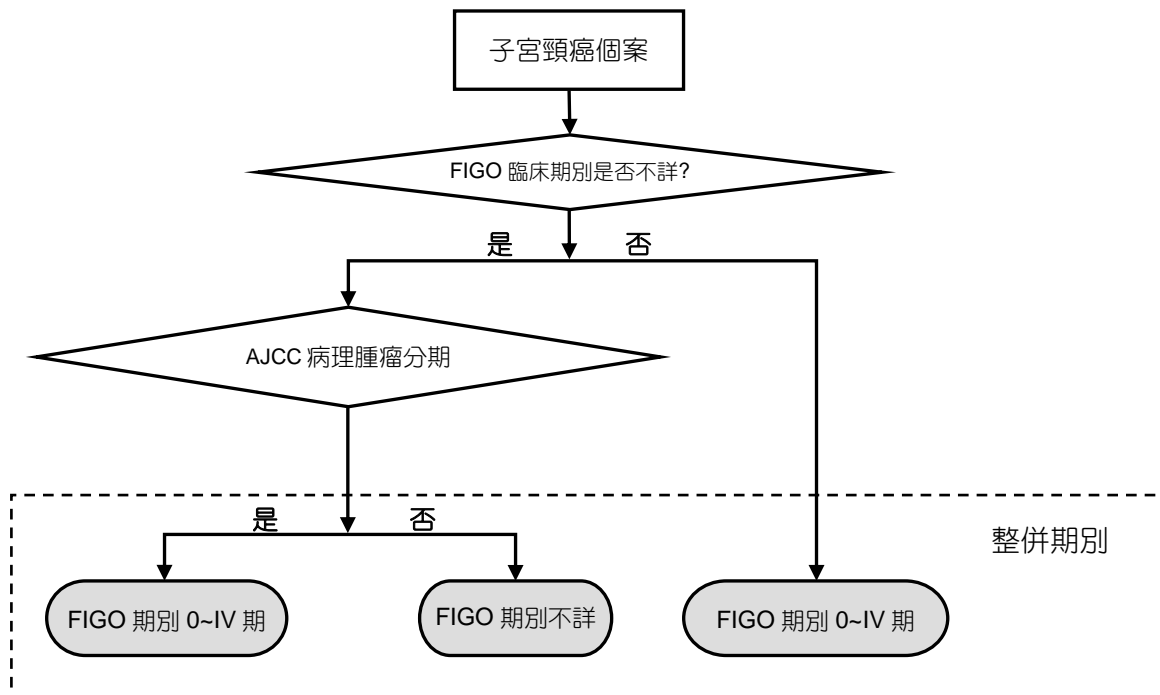 子宮頸癌個案
FIGO 臨床期別是否不詳?
是 否
AJCC 病理腫瘤分期
是 否
整併期別
FIGO 期別 0~IV 期
FIGO 期別不詳
FIGO 期別 0~IV 期